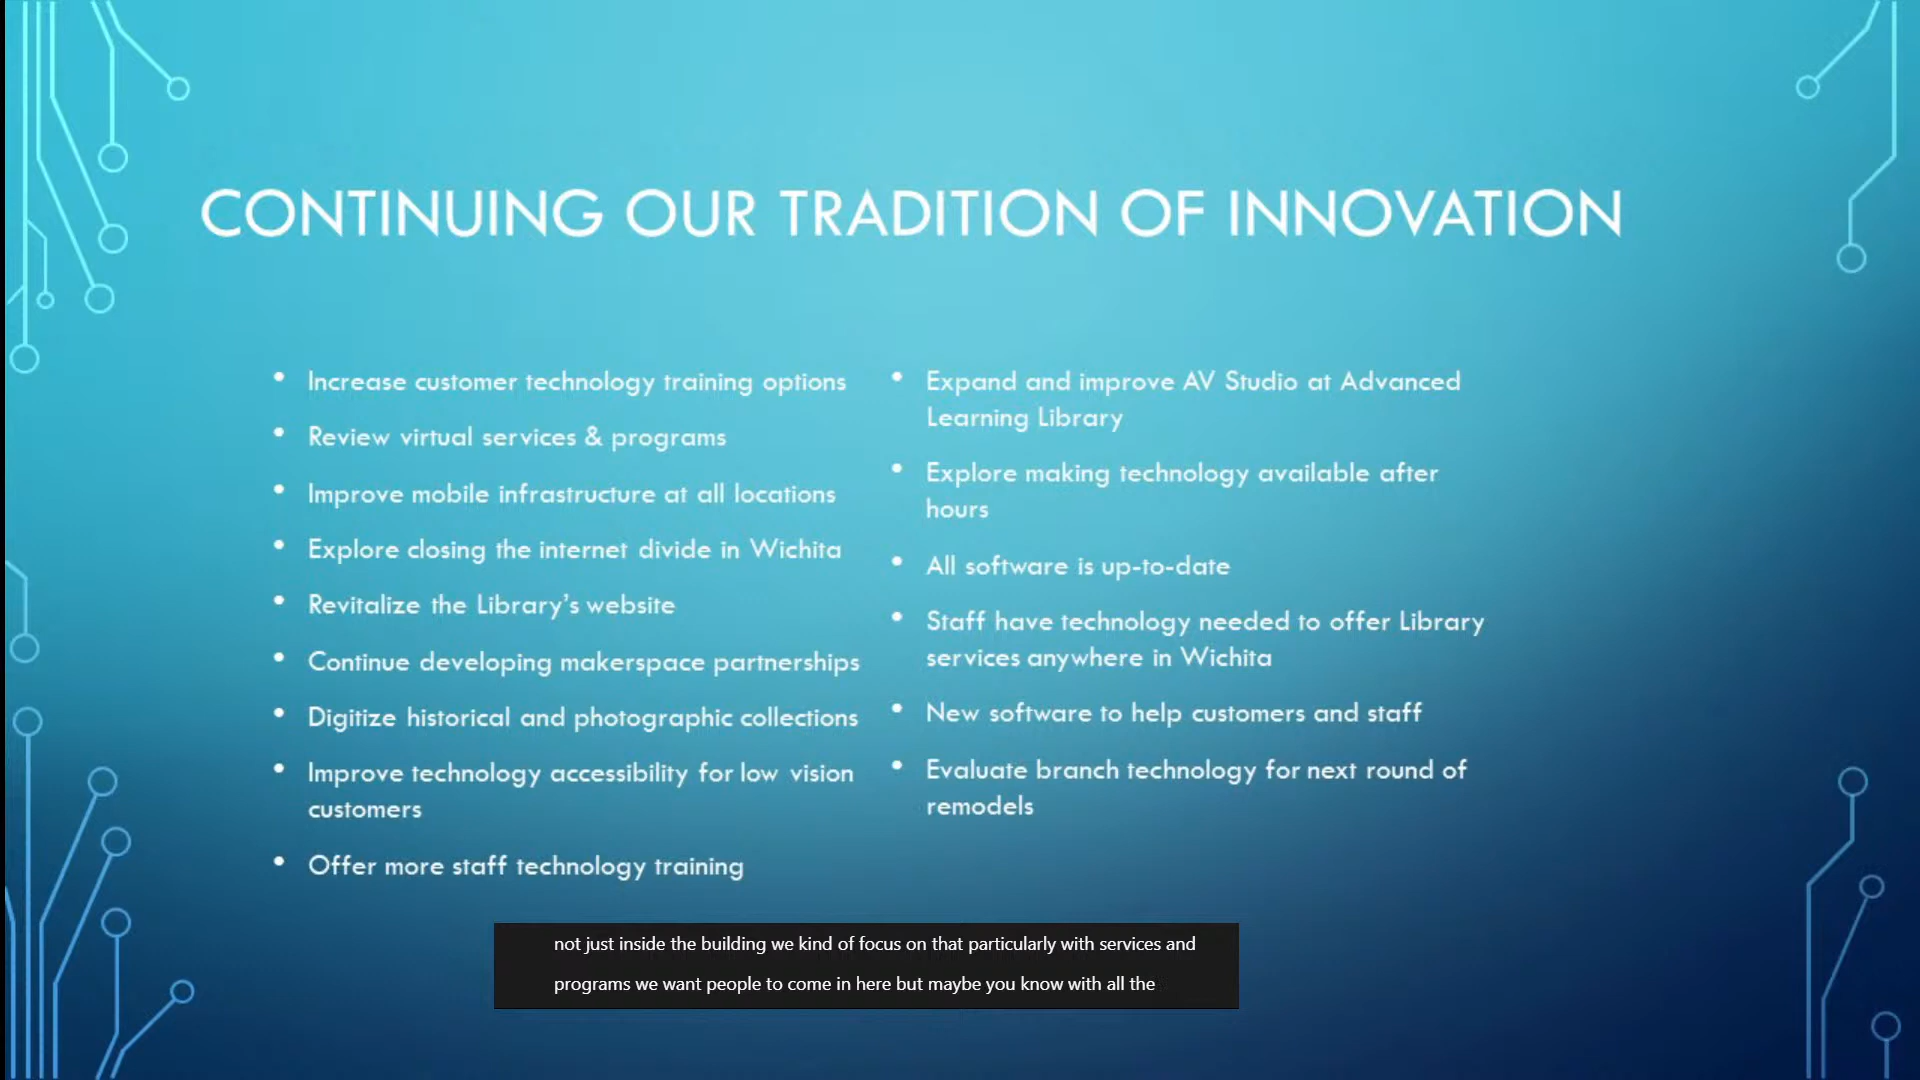 CONTINUING OUR TRADITION OF INNOVATION
• Increase customer technology training options
• Review virtual services & programs
• Improve mobile infrastructure at all locations
• Explore closing the internet divide in Wichita
• Revitalize the Library's website
• Continue developing makerspace partnerships
• Digitize historical and photographic collections
• Improve technology accessibility for low vision
customers
• Offer more staff technology training
• Expand and improve AV Studio at Advanced
Learning Library
• Explore making technology available after
hours
• All software is up-to-date
• Staff have technology needed to offer Library
services anywhere in Wichita
• New software to help customers and staff
• Evaluate branch technology for next round of
remodels
not just inside the building we kind of focus on that particularly with services and
programs we want people to come in here but maybe you know with all the